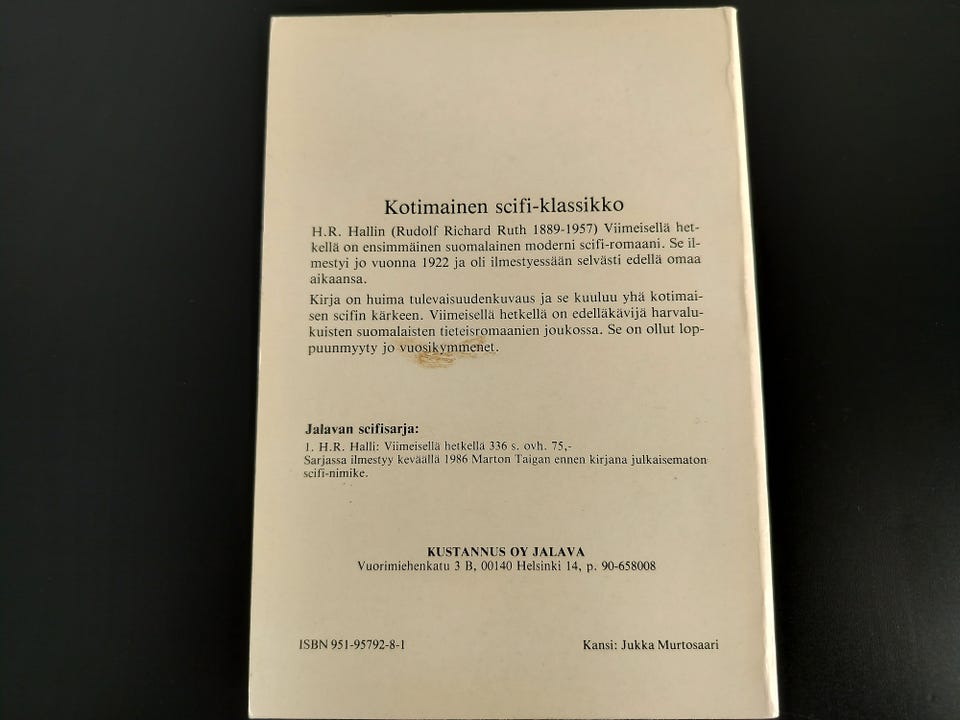 Kotimainen scifi-klassikko
H.R. Hallin (Rudolf Richard Ruth 1889-1957) Viimeisellä het-
kellä on ensimmäinen suomalainen moderni scifi-romaani. Se il-
mestyi jo vuonna 1922 ja oli ilmestyessään selvästi edellä omaa
aikaansa.
Kirja on huima tulevaisuudenkuvaus ja se kuuluu yhä kotimai-
sen scifin kärkeen. Viimeisellä hetkellä on edelläkävijä harvalu-
kuisten suomalaisten tieteisromaanien joukossa. Se on ollut lop-
puunmyyty jo vuosikymmenet.
Jalavan scifisarja:
1. H.R. Halli: Viimeisellä hetkellä 336 s. ovh. 75,-
Sarjassa ilmestyy keväällä 1986 Marton Taigan ennen kirjana julkaisematon
scifi-nimike.
KUSTANNUS OY JALAVA
Vuorimiehenkatu 3 B, 00140 Helsinki 14, p. 90-658008
ISBN 951-95792-8-1 Kansi: Jukka Murtosaari